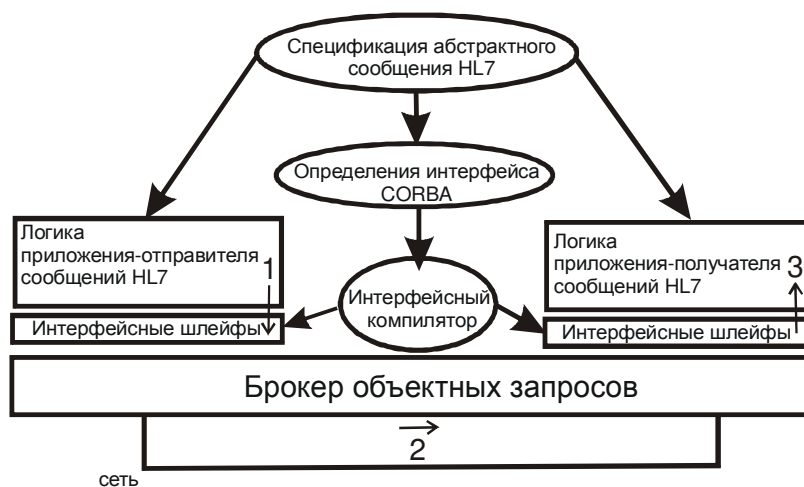 Спецификация абстрактного
сообщения HL7
Определения интерфейса
CORBA
Логика
приложения-отправителя
сообщений HL7
1
Интерфейсные шлейфы
Интерфейсный
компилятор
Логика
приложения-получателя
сообщений HL7
3
Интерфейсные шлейфы
Брокер объектных запросов
2
сеть